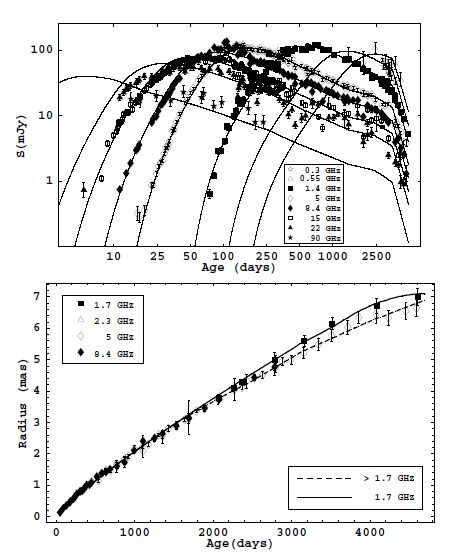 100
10
1
S(mJy)
0.3 GHz
0.55 GHz
1.4 GHz
5 GHz
8.4 GHz
15 GHz
22 GHz
90 GHz
10 25 50 100 250 500 1000 2500
Age (days)
7
6
5
4
3
2
1
0
Radius (mas)
1.7 GHz
2.3 GHz
5 GHz
8.4 GHz
> 1.7 GHz
1.7 GHz
0 1000 2000 3000 4000
Age(days)